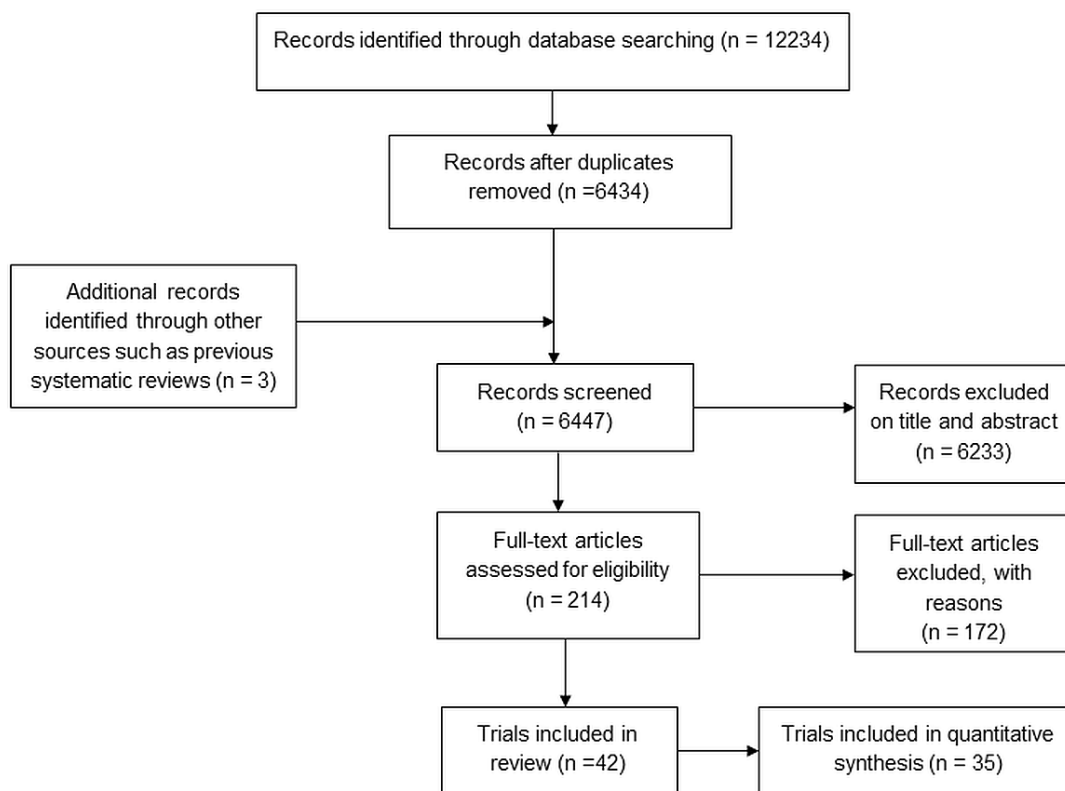 Records identified through database searching (n = 12234)
Records after duplicates
removed (n =6434)
Additional records
identified through other
sources such as previous
systematic reviews (n = 3)
Records screened
(n = 6447)
Records excluded
on title and abstract
(n = 6233)
Full-text articles
assessed for eligibility
(n = 214)
Full-text articles
excluded, with
reasons
(n = 172)
Trials included in
review (n =42)
Trials included in quantitative
synthesis (n = 35)